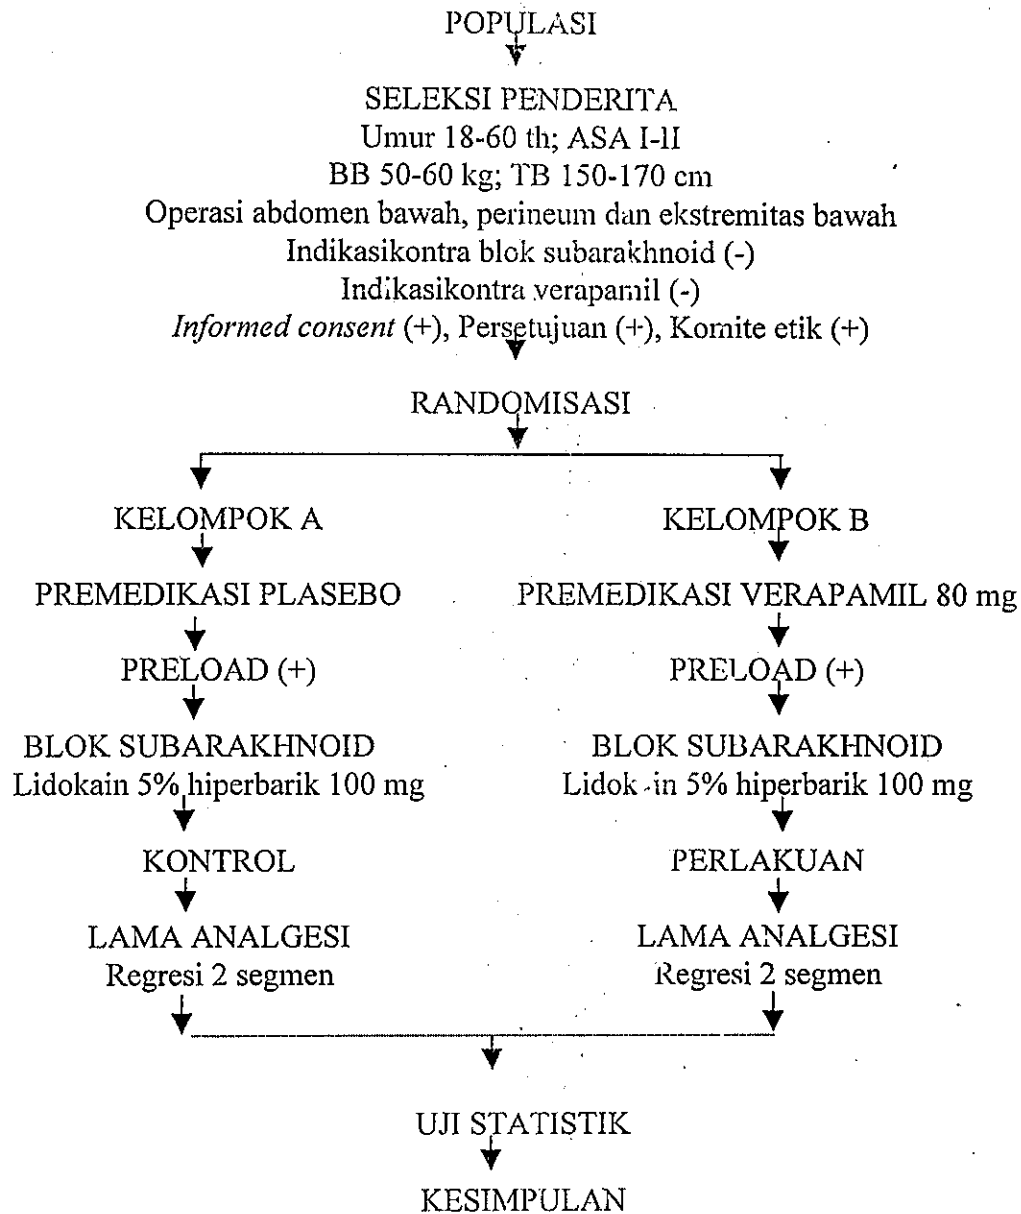 POPULASI
SELEKSI PENDERITA
Umur 18-60 th; ASA I-II
BB 50-60 kg; TB 150-170 cm
Operasi abdomen bawah, perineum dan ekstremitas bawah
Indikasikontra blok subarakhnoid (-)
Indikasikontra verapamil (-)
Informed consent (+), Persetujuan (+), Komite etik (+)
RANDOMISASI
KELOMPOK A
PREMEDIKASI PLASEBO
PRELOAD (+)
BLOK SUBARAKHNOID
Lidokain 5% hiperbarik 100 mg
KONTROL
LAMA ANALGESI
Regresi 2 segmen
KELOMPOK B
PREMEDIKASI VERAPAMIL 80 mg
PRELOAD (+)
BLOK SUBARAKHNOID
Lidokain 5% hiperbarik 100 mg
PERLAKUAN
LAMA ANALGESI
Regresi 2 segmen
UJI STATISTIK
KESIMPULAN